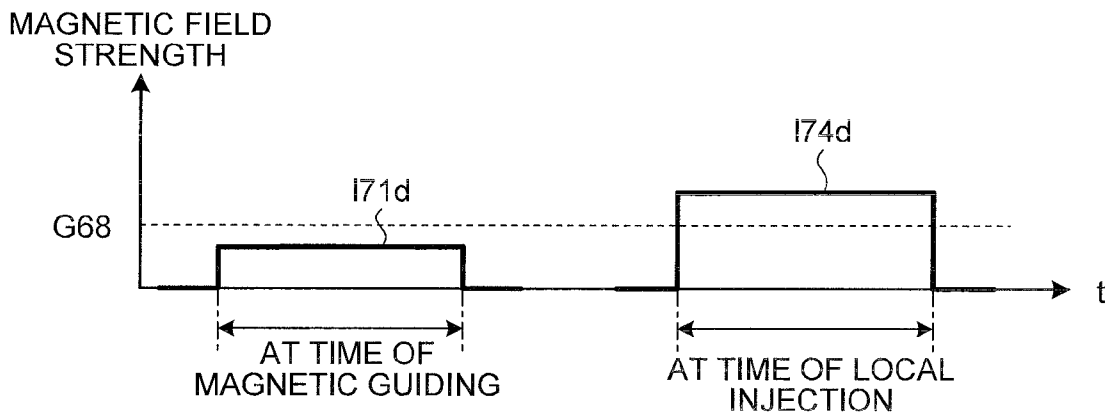 MAGNETIC FIELD
STRENGTH
I74d
I71d
G68
t
AT TIME OF
MAGNETIC GUIDING
AT TIME OF LOCAL
INJECTION